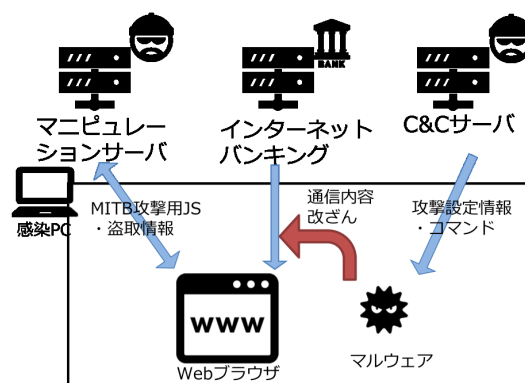 BANK
マニピュレー
ションサーバ
インターネット
バンキング
C&Cサーバ
感染PC
MITB攻撃用JS
・盗取情報
通信内容
改ざん
攻撃設定情報
・コマンド
www
Webブラウザ
マルウェア